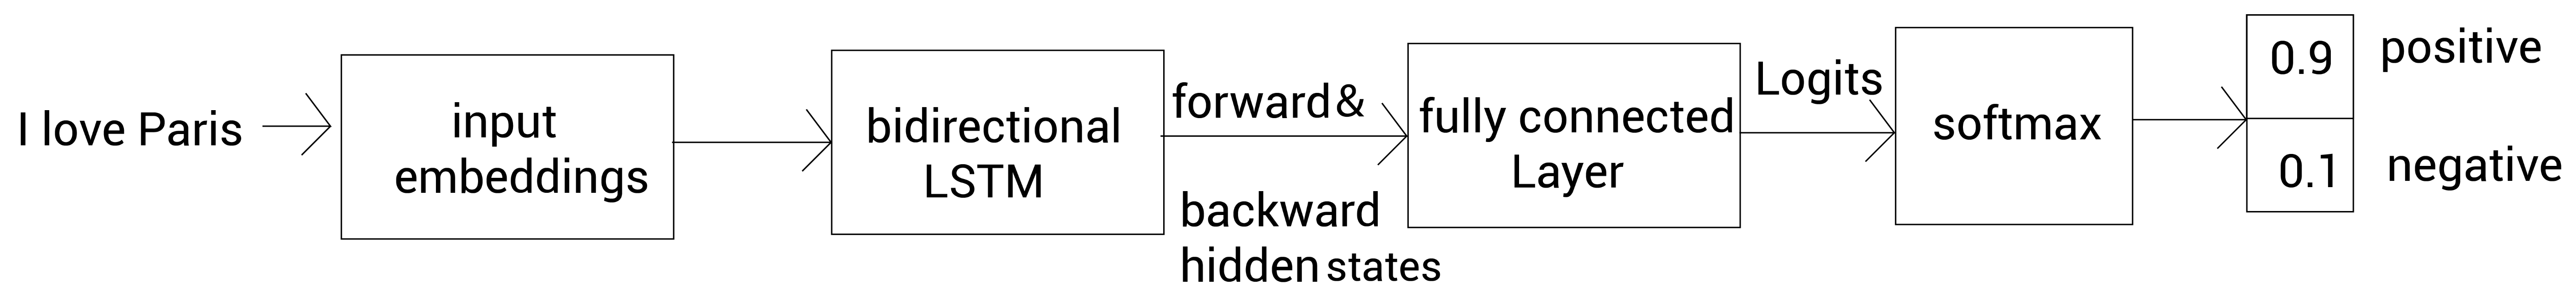 I love Paris
input
embeddings
bidirectional
LSTM
forward &
backward
hidden states
fully connected
Layer
Logits
softmax
0.9
positive
0.1
negative